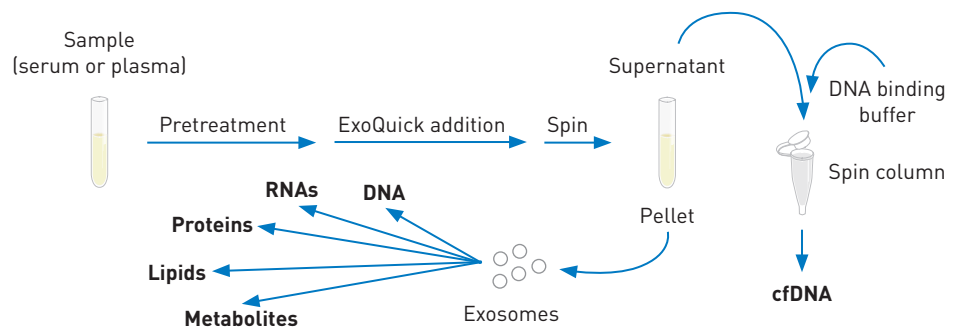 Sample
(serum or plasma)
Pretreatment
ExoQuick addition
Spin
Supernatant
DNA binding
buffer
Spin column
cfDNA
Pellet
Exosomes
DNA
RNAs
Proteins
Lipids
Metabolites